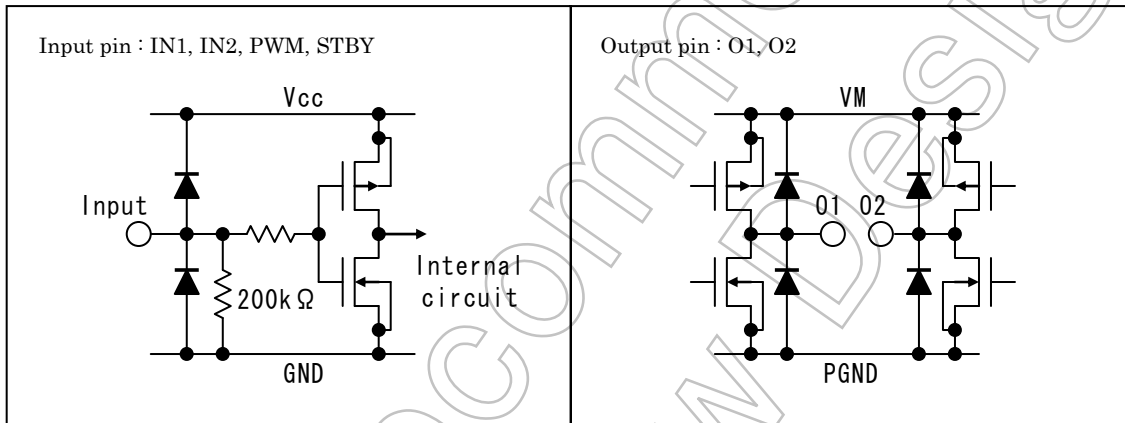 Input pin : IN1, IN2, PWM, STBY
Vcc
Input
200kΩ
Internal
circuit
GND
Output pin : O1, O2
VM
O1 O2
PGND